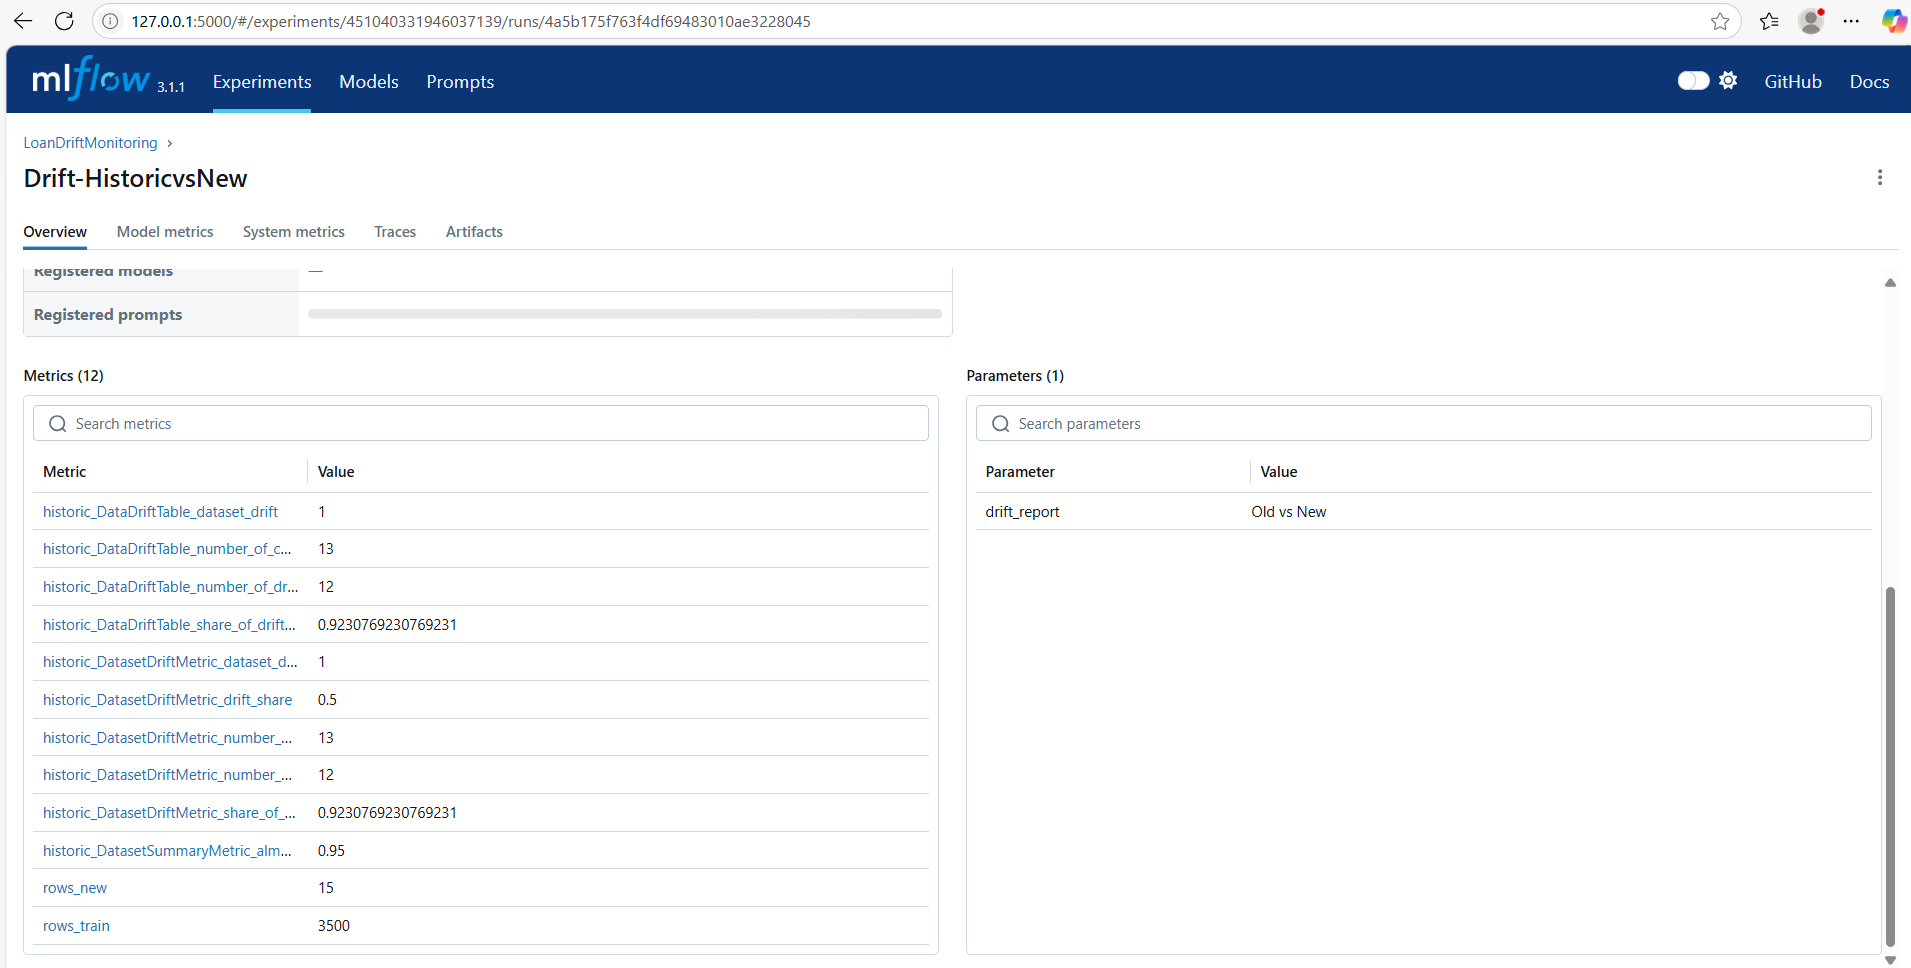 127.0.0.1:5000/#/experiments/451040331946037139/runs/4a5b175f763f4df69483010ae3228045
mlflow 3.1.1 Experiments Models Prompts GitHub Docs
LoanDriftMonitoring ›
Drift-HistoricvsNew
Overview Model metrics System metrics Traces Artifacts
Registered models —
Registered prompts
Metrics (12)
Search metrics
Metric Value
historic_DataDriftTable_dataset_drift 1
historic_DataDriftTable_number_of_c... 13
historic_DataDriftTable_number_of_dr... 12
historic_DataDriftTable_share_of_drift... 0.9230769230769231
historic_DatasetDriftMetric_dataset_d... 1
historic_DatasetDriftMetric_drift_share 0.5
historic_DatasetDriftMetric_number_... 13
historic_DatasetDriftMetric_number_... 12
historic_DatasetDriftMetric_share_of_... 0.9230769230769231
historic_DatasetSummaryMetric_alm... 0.95
rows_new 15
rows_train 3500
Parameters (1)
Search parameters
Parameter Value
drift_report Old vs New